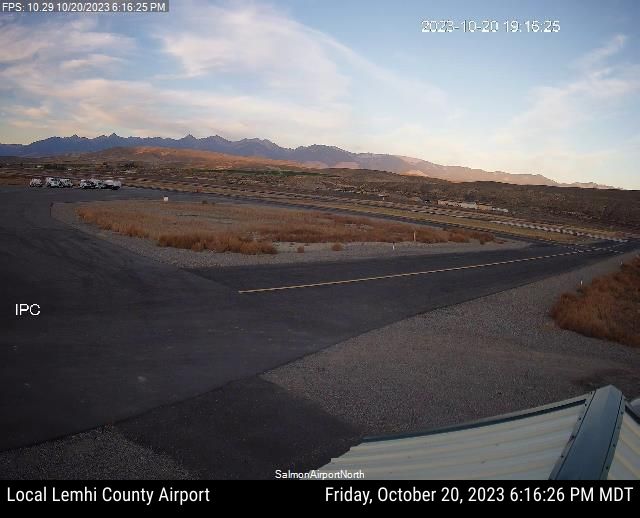 FPS: 10.29 10/20/2023 6:16:25 PM
2023-10-20 19:15:25
IPC
SalmonAirportNorth
Local Lemhi County Airport
Friday, October 20, 2023 6:16:26 PM MDT